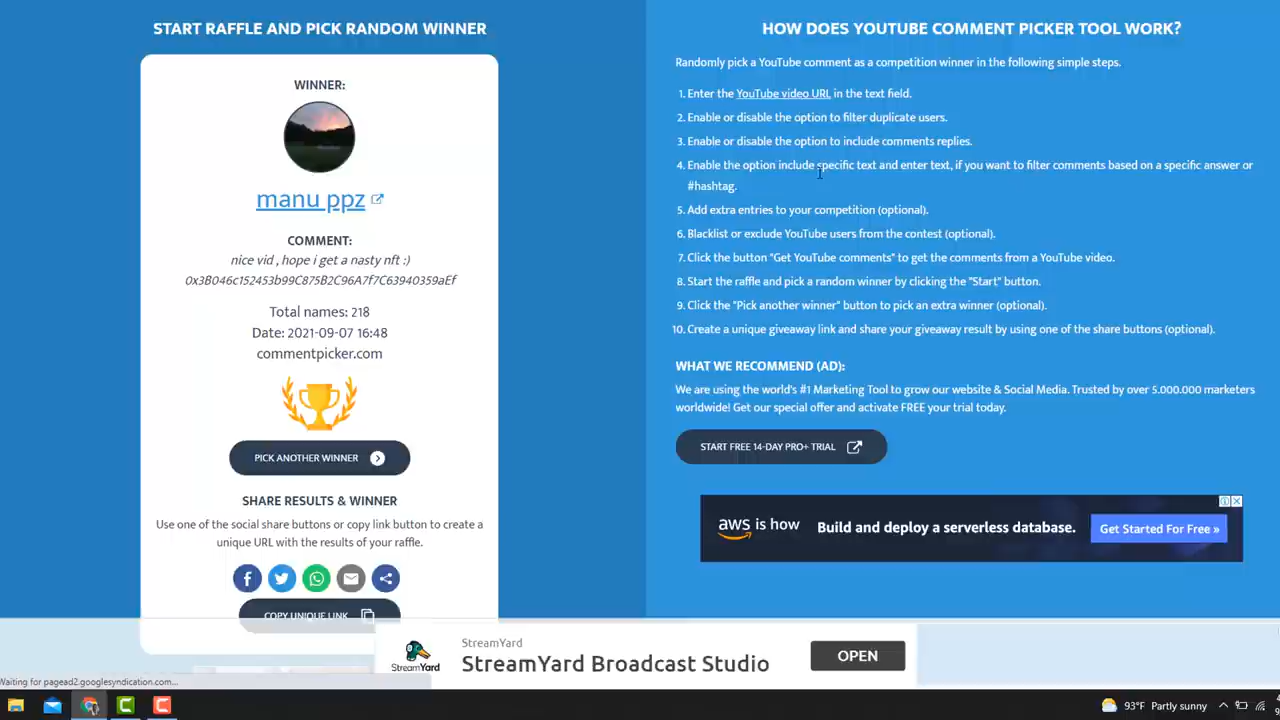 START RAFFLE AND PICK RANDOM WINNER
WINNER:
manu ppz
COMMENT:
nice vid , hope i get a nasty nft :)
0x3B046c152453b99C875B2C96A7f7C63940359aEf
Total names: 218
Date: 2021-09-07 16:48
commentpicker.com
PICK ANOTHER WINNER
SHARE RESULTS & WINNER
Use one of the social share buttons or copy link button to create a
unique URL with the results of your raffle.
COPY UNIQUE LINK
HOW DOES YOUTUBE COMMENT PICKER TOOL WORK?
Randomly pick a YouTube comment as a competition winner in the following simple steps.
1. Enter the YouTube video URL in the text field.
2. Enable or disable the option to filter duplicate users.
3. Enable or disable the option to include comments replies.
4. Enable the option include specific text and enter text, if you want to filter comments based on a specific answer or
#hashtag.
5. Add extra entries to your competition (optional).
6. Blacklist or exclude YouTube users from the contest (optional).
7. Click the button "Get YouTube comments" to get the comments from a YouTube video.
8. Start the raffle and pick a random winner by clicking the "Start" button.
9. Click the "Pick another winner" button to pick an extra winner (optional).
10. Create a unique giveaway link and share your giveaway result by using one of the share buttons (optional).
WHAT WE RECOMMEND (AD):
We are using the world's #1 Marketing Tool to grow our website & Social Media. Trusted by over 5.000.000 marketers
worldwide! Get our special offer and activate FREE your trial today.
START FREE 14-DAY PRO+ TRIAL
aws is how Build and deploy a serverless database. Get Started For Free »
StreamYard
StreamYard StreamYard Broadcast Studio OPEN
Waiting for pagead2.googlesyndication.com...
93°F Partly sunny